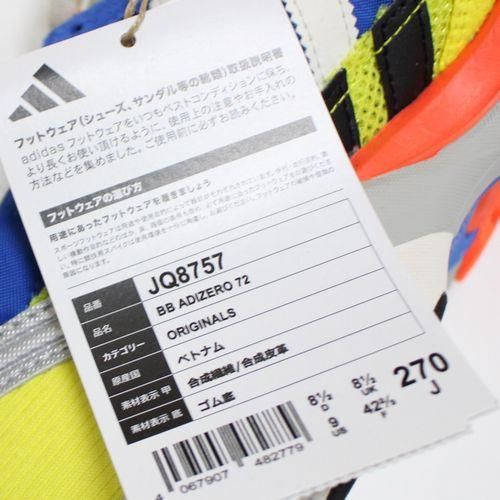 フットウェア(シューズ、サンダル等の靴類)取扱説明書
adidas フットウェアをいつもベストコンディションに保ち、
より長くお使い頂けるように、使用上の注意やお手入れの
方法などを集めました。ご使用前に必ずお読み下さい。
フットウェアの選び方
用途にあったフットウェアを履きましょう
品番 JQ8757
品名 BB ADIZERO 72
カテゴリー ORIGINALS
原産国 ベトナム
素材表示 甲 合成繊維/合成皮革
素材表示 底 ゴム底
8½ D
8½ UK
270 J
9 US
42⅔ F
4 067907 482779